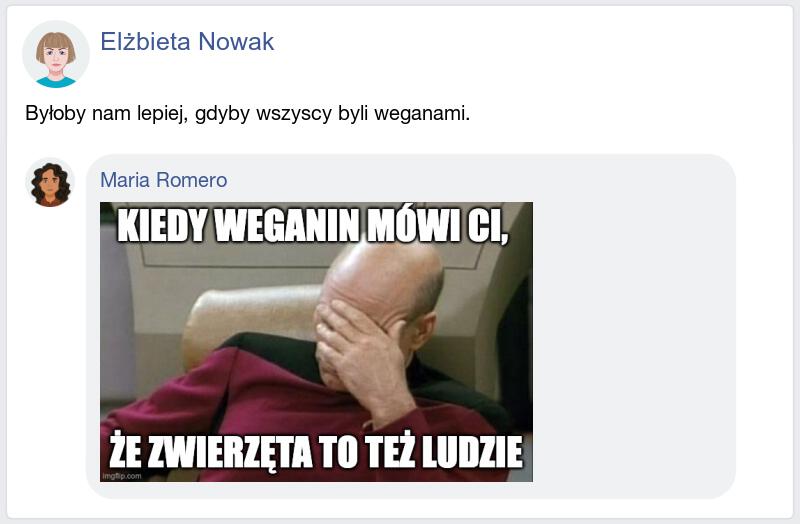 Elżbieta Nowak
Byłoby nam lepiej, gdyby wszyscy byli weganami.
Maria Romero
KIEDY WEGANIN MÓWI CI,
ŻE ZWIERZĘTA TO TEŻ LUDZIE
imgflip.com